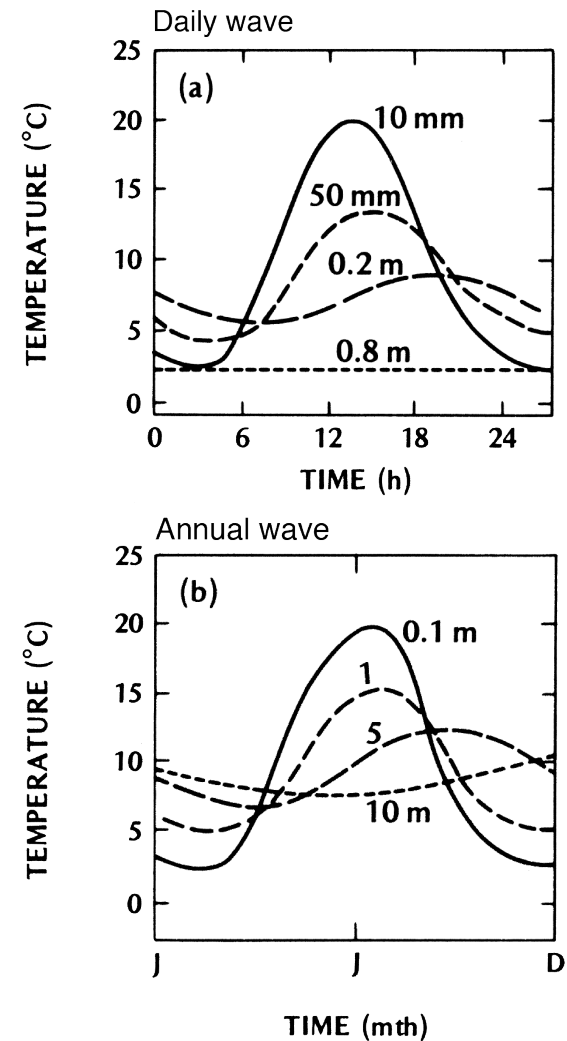 Daily wave
25
(a)
20
10 mm
15
50 mm
10
0.2 m
5
0.8 m
0
TEMPERATURE (°C)
0 6 12 18 24
TIME (h)
Annual wave
25
(b)
20
0.1 m
15
1
5
10
10 m
5
0
TEMPERATURE (°C)
J J D
TIME (mth)